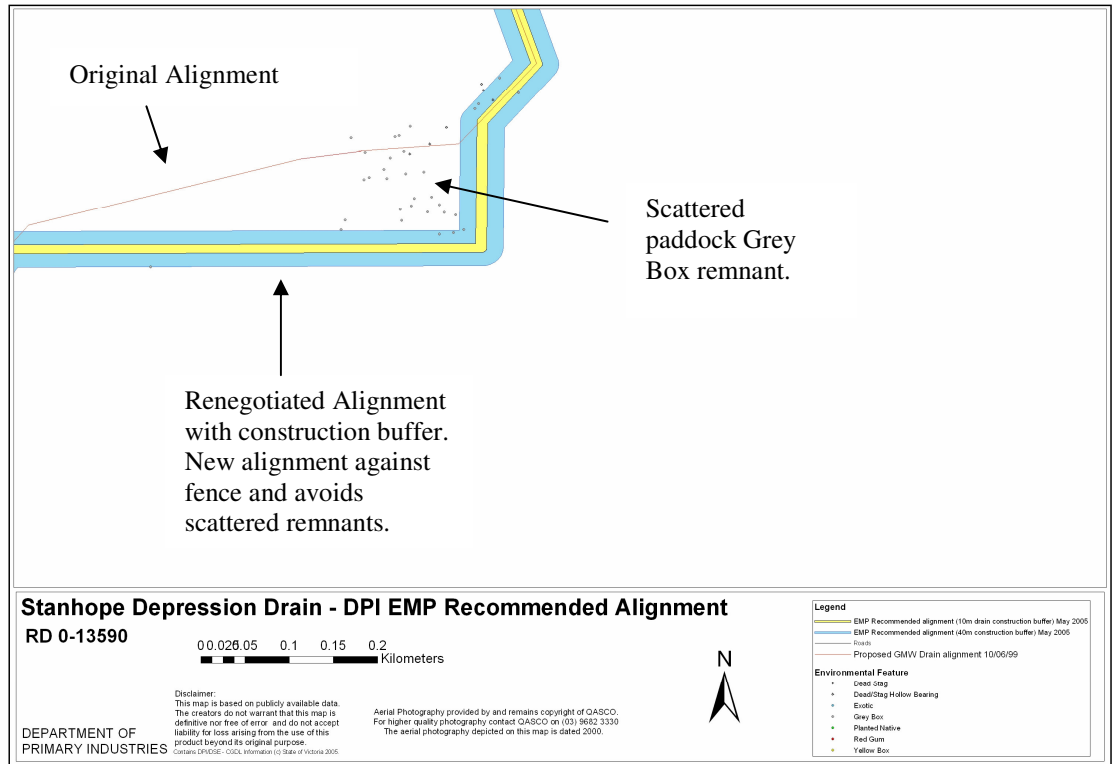 Original Alignment
Scattered
paddock Grey
Box remnant.
Renegotiated Alignment
with construction buffer.
New alignment against
fence and avoids
scattered remnants.
Stanhope Depression Drain - DPI EMP Recommended Alignment
RD 0-13590
0 0.025 0.05 0.1 0.15 0.2
Kilometers
N
Disclaimer:
This map is based on publicly available data.
The creators do not warrant that this map is
definitive nor free of error and do not accept
liability for loss arising from the use of this
product beyond its original purpose.
Contains DPI/DSE - CGDL Information (c) State of Victoria 2005
Aerial Photography provided by and remains copyright of QASCO.
For higher quality photography contact QASCO on (03) 9682 3330
The aerial photography depicted on this map is dated 2000.
DEPARTMENT OF
PRIMARY INDUSTRIES
Legend
EMP Recommended alignment (10m drain construction buffer) May 2005
EMP Recommended alignment (40m construction buffer) May 2005
Roads
Proposed GMW Drain alignment 10/06/99
Environmental Feature
Dead Stag
Dead/Stag Hollow Bearing
Exotic
Grey Box
Planted Native
Red Gum
Yellow Box